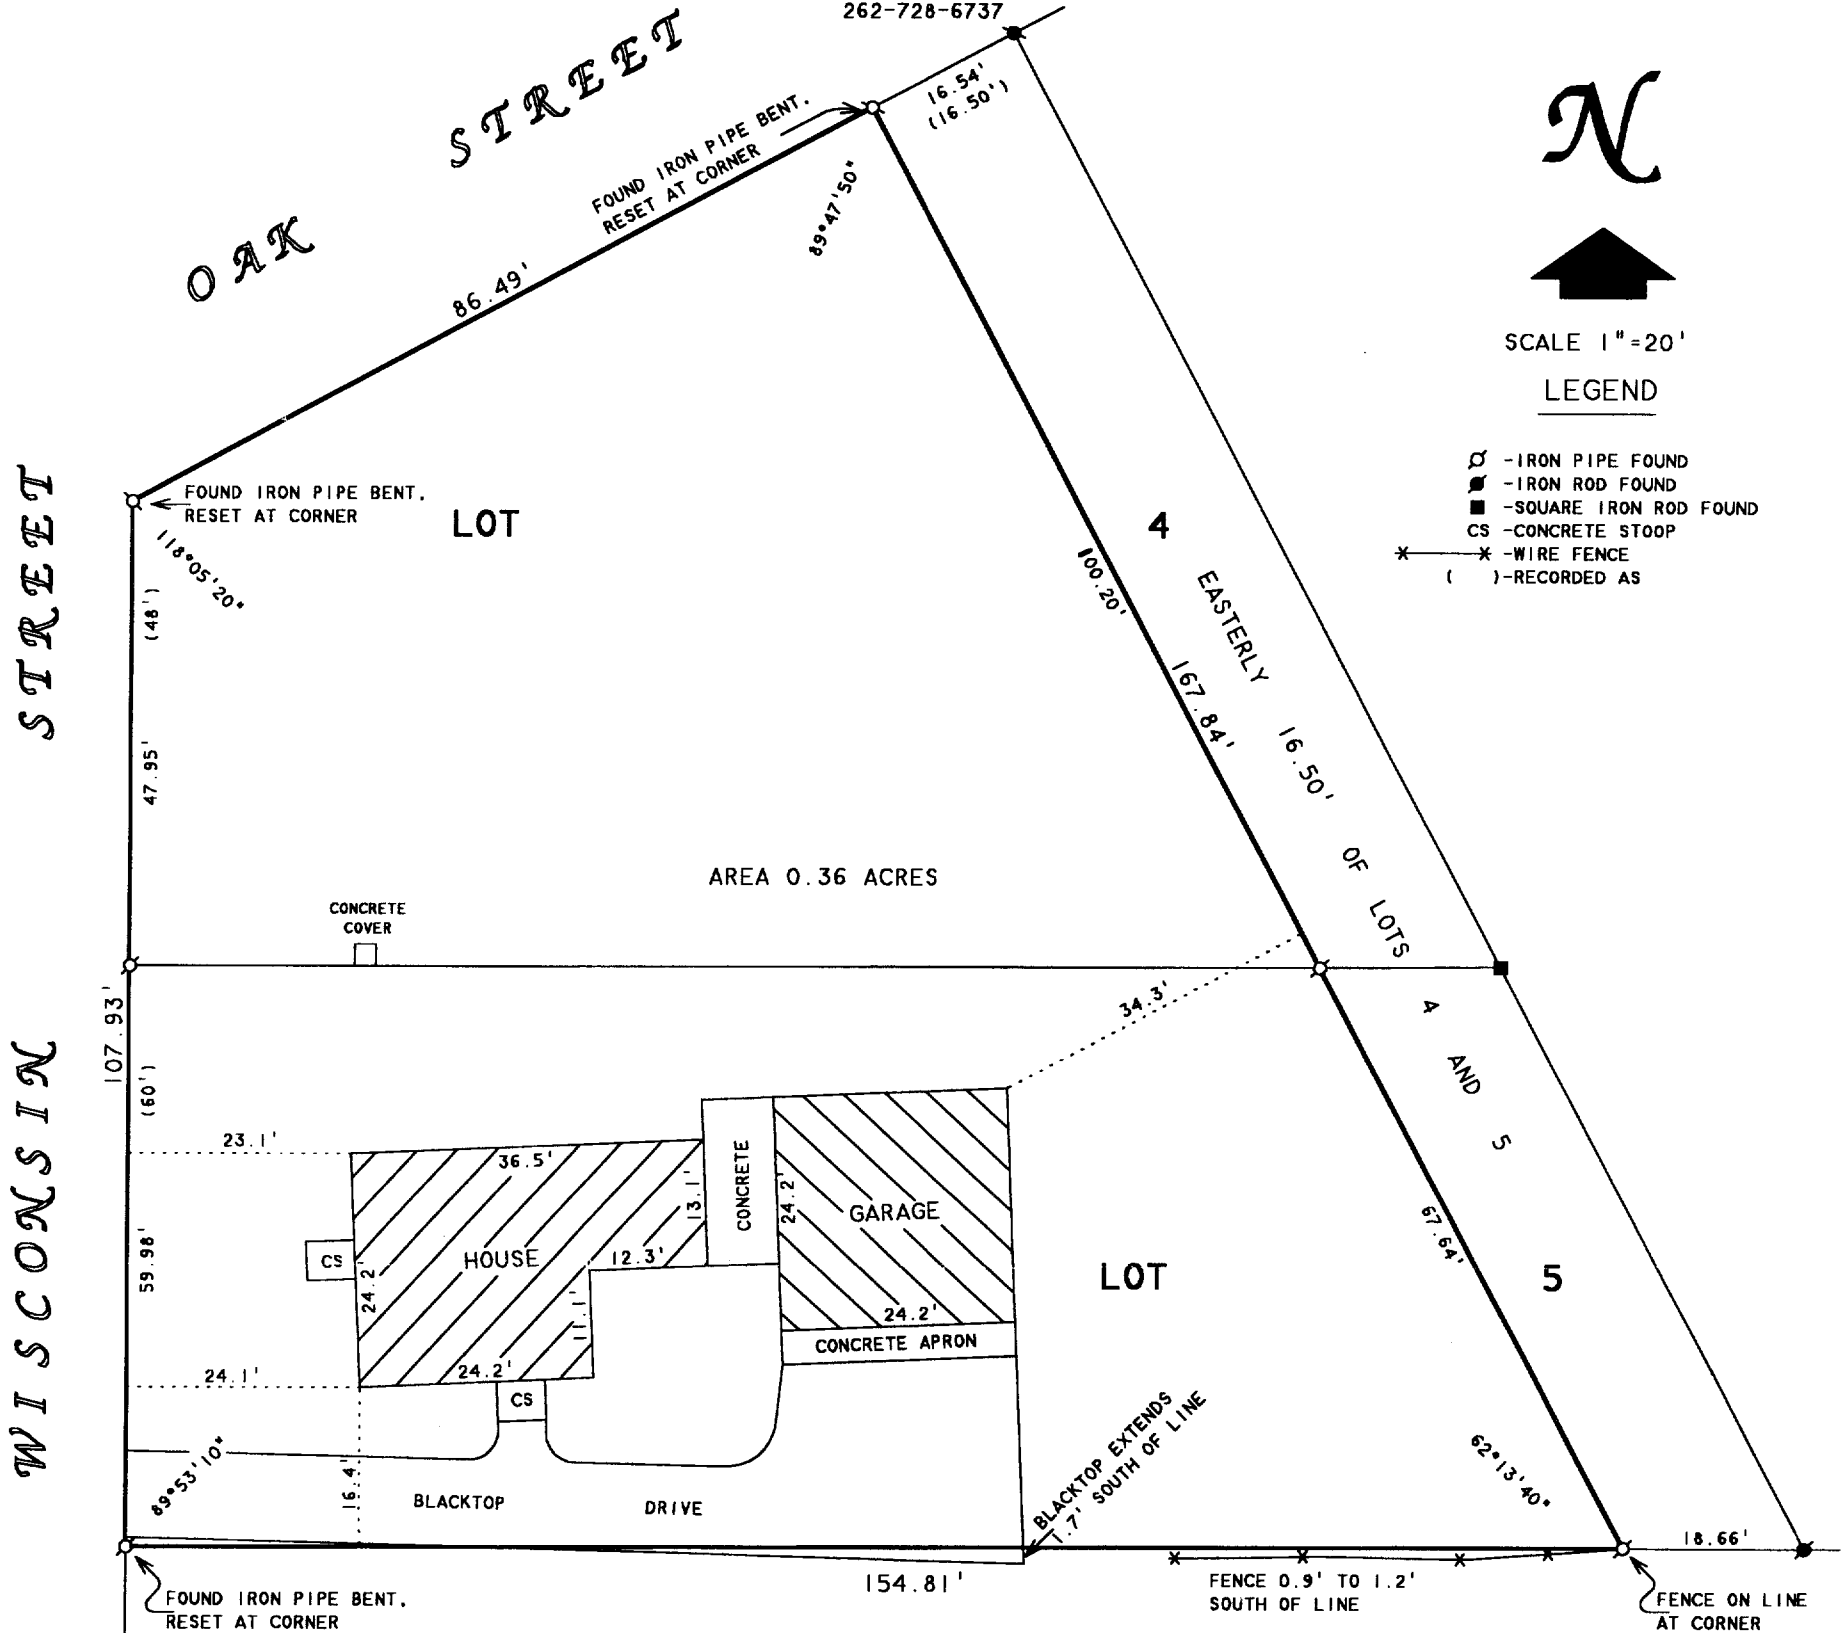 262-728-6737
OAK STREET
16.54'
(16.50')
FOUND IRON PIPE BENT.
RESET AT CORNER
89°47'50"
86.49'
N
SCALE 1"=20'
LEGEND
-IRON PIPE FOUND
-IRON ROD FOUND
-SQUARE IRON ROD FOUND
CS -CONCRETE STOOP
-WIRE FENCE
( )-RECORDED AS
FOUND IRON PIPE BENT.
RESET AT CORNER
118°05'20"
LOT 4
(48')
47.95'
100.20'
167.84'
EASTERLY 16.50' OF LOTS 4 AND 5
AREA 0.36 ACRES
CONCRETE
COVER
WISCONSIN STREET
107.93'
(60')
59.98'
34.3'
23.1'
36.5'
13.1'
CONCRETE
24.2'
GARAGE
HOUSE
12.3'
CS
24.2'
11.1'
24.2'
24.2'
CONCRETE APRON
LOT 5
67.64'
24.1'
CS
89°53'10"
16.4'
BLACKTOP DRIVE
BLACKTOP EXTENDS
1.7' SOUTH OF LINE
62°13'40"
18.66'
154.81'
FENCE 0.9' TO 1.2'
SOUTH OF LINE
FENCE ON LINE
AT CORNER
FOUND IRON PIPE BENT.
RESET AT CORNER